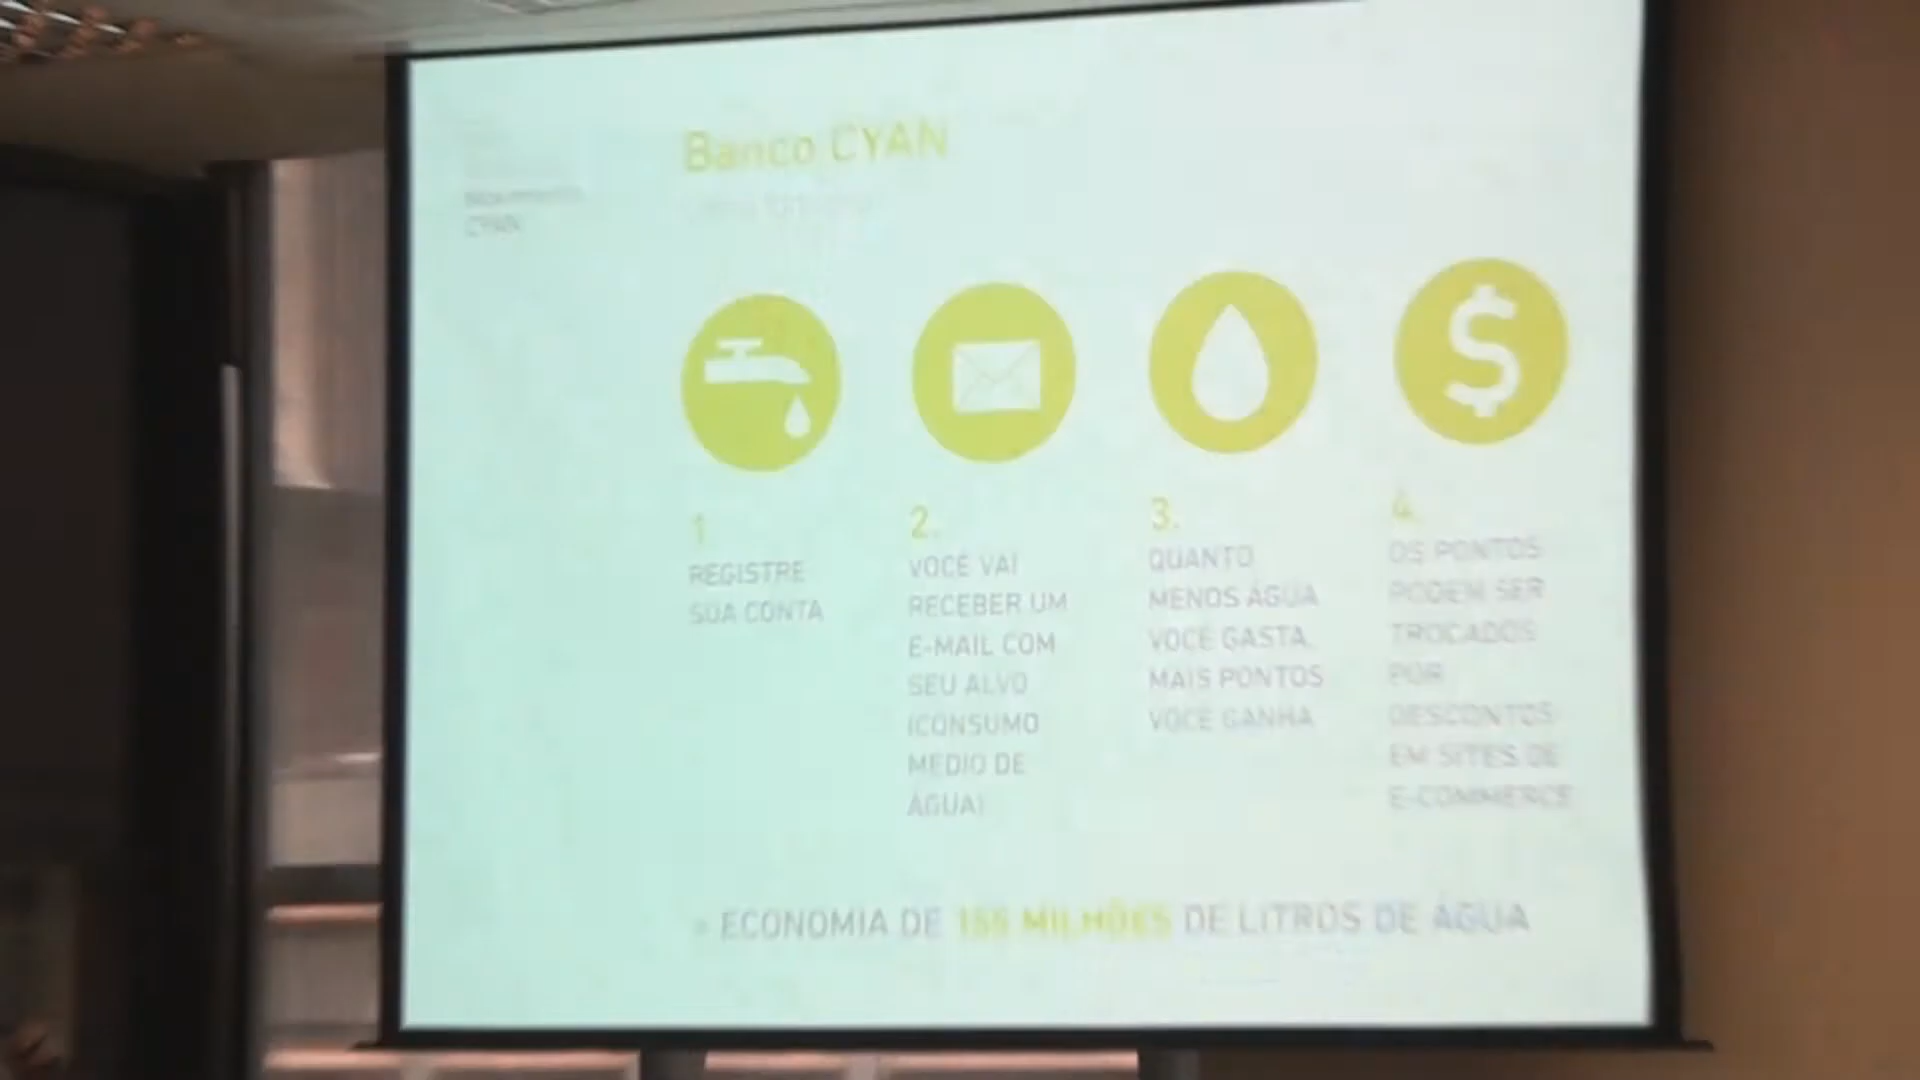 CYAN
Banco CYAN
1
REGISTRE
SUA CONTA
2.
VOCÊ VAI
RECEBER UM
E-MAIL COM
SEU ALVO
(CONSUMO
MÉDIO DE
ÁGUA)
3.
QUANTO
MENOS ÁGUA
VOCÊ GASTA,
MAIS PONTOS
VOCÊ GANHA
4.
OS PONTOS
PODEM SER
TROCADOS
POR
DESCONTOS
EM SITES DE
E-COMMERCE
ECONOMIA DE MILHÕES DE LITROS DE ÁGUA